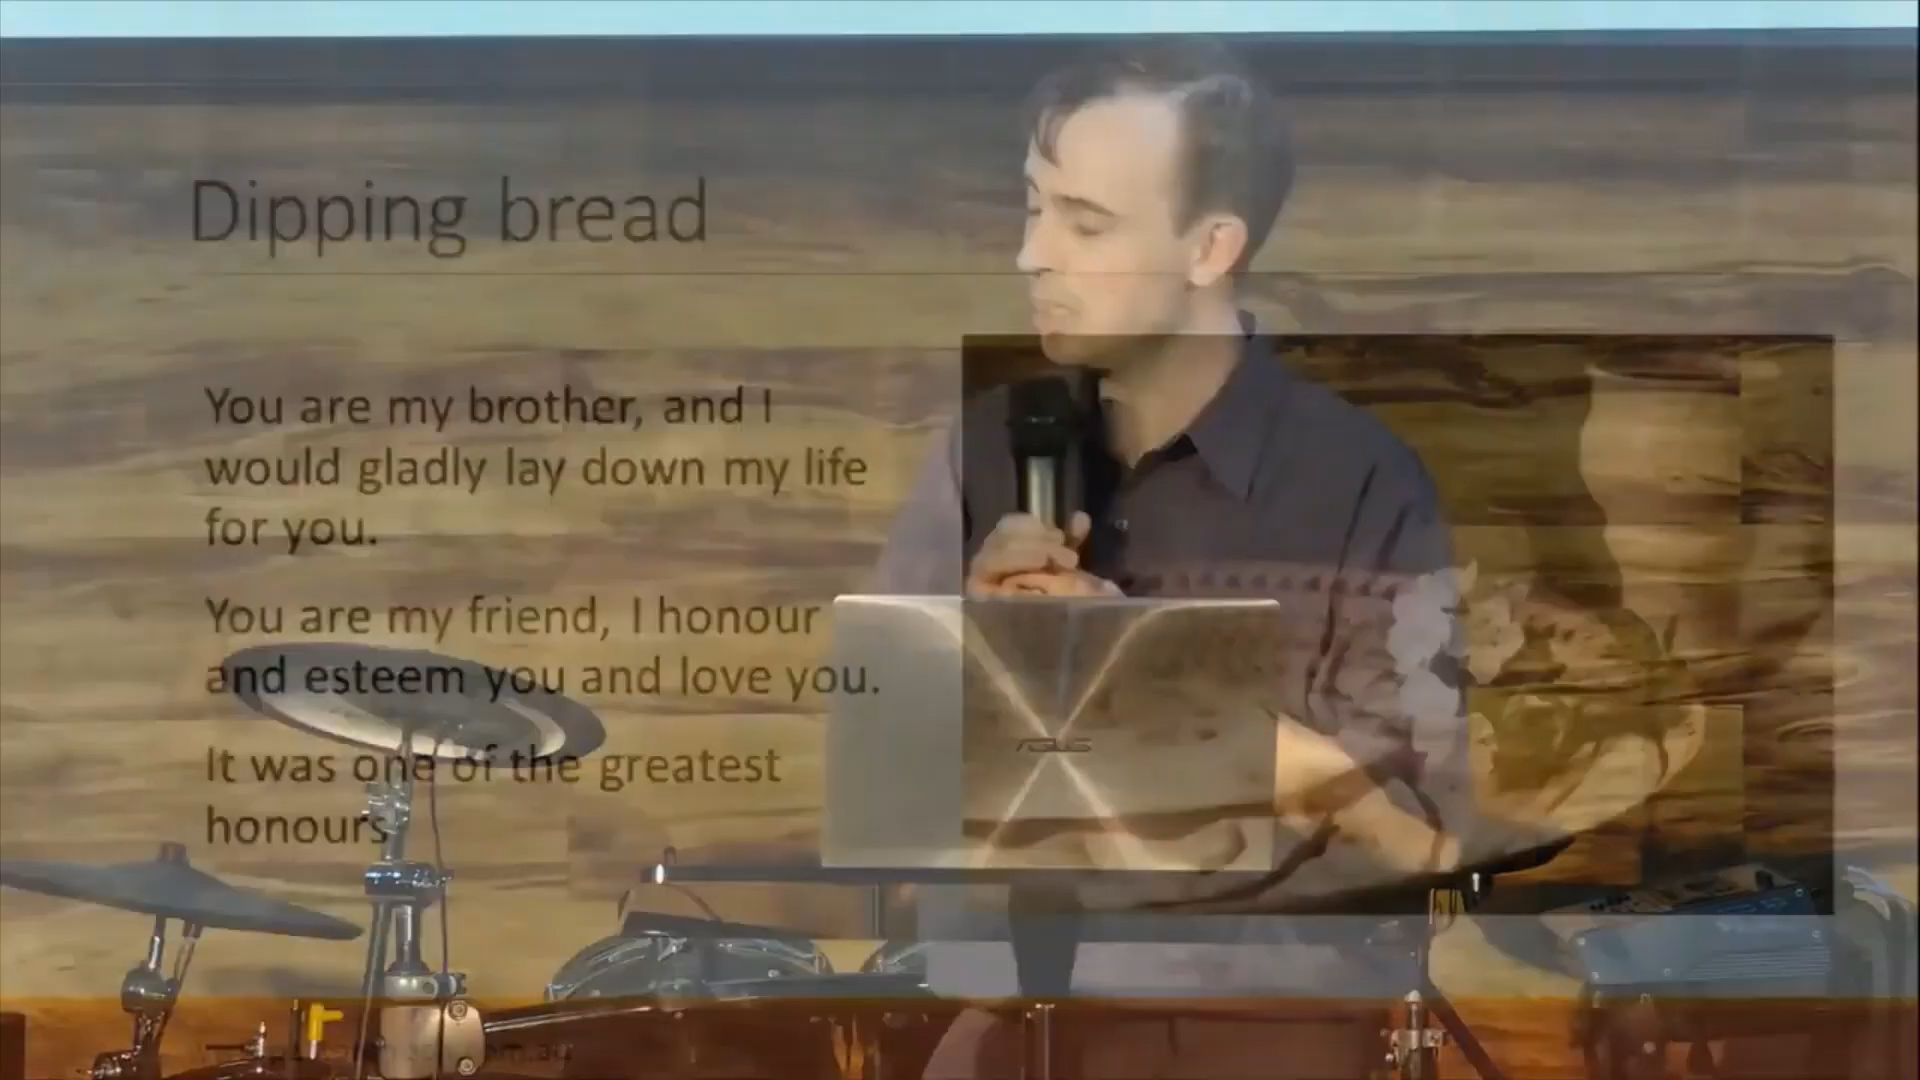 Dipping bread
You are my brother, and I
would gladly lay down my life
for you.
You are my friend, I honour
and esteem you and love you.
It was one of the greatest
honours
ASUS